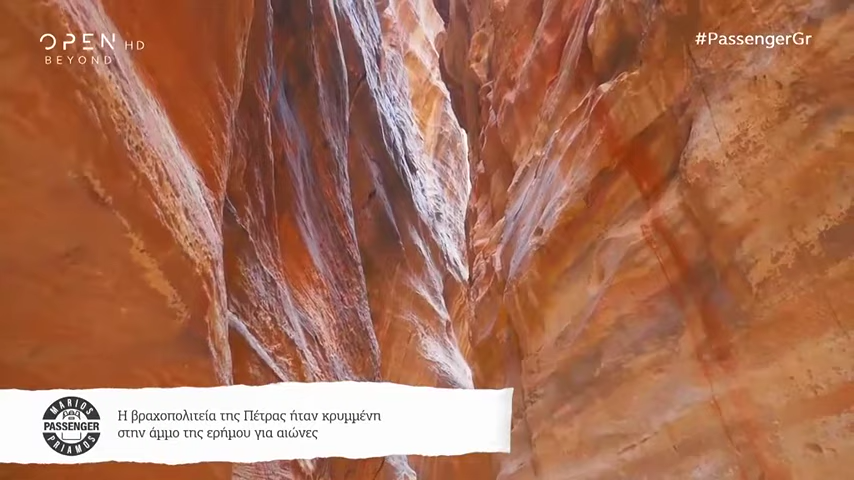 OPEN HD
BEYOND
#PassengerGr
MARIOS
PASSENGER
PRIAMOS
Η βραχοπολιτεία της Πέτρας ήταν κρυμμένη
στην άμμο της ερήμου για αιώνες